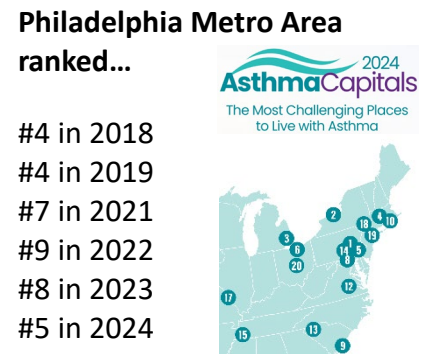 Philadelphia Metro Area
ranked...
2024
AsthmaCapitals
The Most Challenging Places
to Live with Asthma
#4 in 2018
#4 in 2019
#7 in 2021
#9 in 2022
#8 in 2023
#5 in 2024
2
4
10
18
19
3
1
6
14
5
8
20
12
17
13
15
9